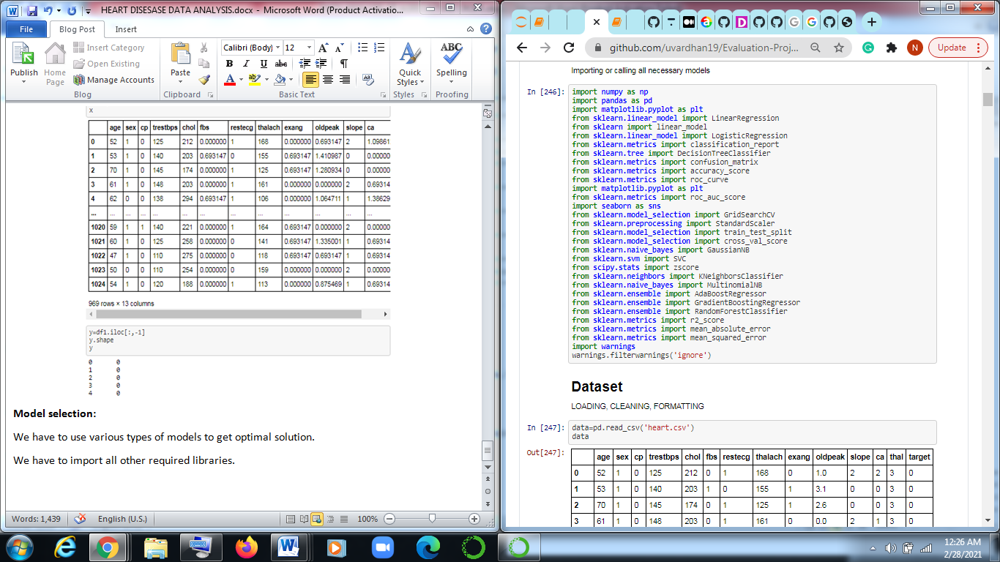 HEART DISESASE DATA ANALYSIS.docx - Microsoft Word (Product Activatio...
File
Blog Post
Insert
Publish
Home Page
Insert Category
Open Existing
Manage Accounts
Blog
Paste
Clipboard
Calibri (Body)
12
B I U abc
Basic Text
Quick Styles
Styles
ABC
Spelling
Proofing
x
age sex cp trestbps chol fbs restecg thalach exang oldpeak slope ca
0 52 1 0 125 212 0.000000 1 168 0.000000 0.693147 2 1.09861
1 53 1 0 140 203 0.693147 0 155 0.693147 1.410987 0 0.00000
2 70 1 0 145 174 0.000000 1 125 0.693147 1.280934 0 0.00000
3 61 1 0 148 203 0.000000 1 161 0.000000 0.000000 2 0.69314
4 62 0 0 138 294 0.693147 1 106 0.000000 1.064711 1 1.38629
... ... ... ... ... ... ... ... ... ... ... ... ...
1020 59 1 1 140 221 0.000000 1 164 0.693147 0.000000 2 0.00000
1021 60 1 0 125 258 0.000000 0 141 0.693147 1.335001 1 0.69314
1022 47 1 0 110 275 0.000000 0 118 0.693147 0.693147 1 0.69314
1023 50 0 0 110 254 0.000000 0 159 0.000000 0.000000 2 0.00000
1024 54 1 0 120 188 0.000000 1 113 0.000000 0.875469 1 0.69314
969 rows × 13 columns
y=df1.iloc[:,-1]
y.shape
y
0 0
1 0
2 0
3 0
4 0
Model selection:
We have to use various types of models to get optimal solution.
We have to import all other required libraries.
Words: 1,439
English (U.S.)
100%
github.com/uvardhan19/Evaluation-Proj...
N
Update
Importing or calling all necessary models
In [246]:
import numpy as np
import pandas as pd
import matplotlib.pyplot as plt
from sklearn.linear_model import LinearRegression
from sklearn import linear_model
from sklearn.linear_model import LogisticRegression
from sklearn.metrics import classification_report
from sklearn.tree import DecisionTreeClassifier
from sklearn.metrics import confusion_matrix
from sklearn.metrics import accuracy_score
from sklearn.metrics import roc_curve
import matplotlib.pyplot as plt
from sklearn.metrics import roc_auc_score
import seaborn as sns
from sklearn.model_selection import GridSearchCV
from sklearn.preprocessing import StandardScaler
from sklearn.model_selection import train_test_split
from sklearn.model_selection import cross_val_score
from sklearn.naive_bayes import GaussianNB
from sklearn.svm import SVC
from scipy.stats import zscore
from sklearn.neighbors import KNeighborsClassifier
from sklearn.naive_bayes import MultinomialNB
from sklearn.ensemble import AdaBoostRegressor
from sklearn.ensemble import GradientBoostingRegressor
from sklearn.ensemble import RandomForestClassifier
from sklearn.metrics import r2_score
from sklearn.metrics import mean_absolute_error
from sklearn.metrics import mean_squared_error
import warnings
warnings.filterwarnings('ignore')
Dataset
LOADING, CLEANING, FORMATTING
In [247]:
data=pd.read_csv('heart.csv')
data
Out[247]:
age sex cp trestbps chol fbs restecg thalach exang oldpeak slope ca thal target
0 52 1 0 125 212 0 1 168 0 1.0 2 2 3 0
1 53 1 0 140 203 1 0 155 1 3.1 0 0 3 0
2 70 1 0 145 174 0 1 125 1 2.6 0 0 3 0
3 61 1 0 148 203 0 1 161 0 0.0 2 1 3 0
12:26 AM
2/28/2021